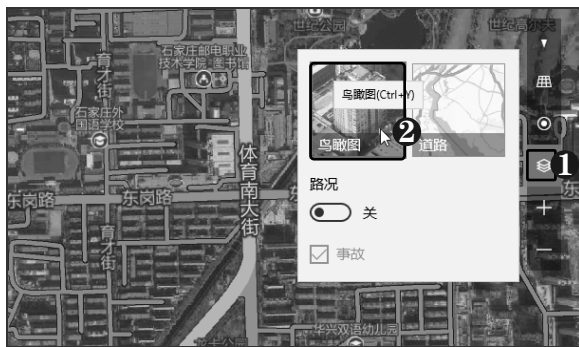 世纪公园
世纪高尔夫
石家庄邮电职业
技术学院 图书馆
育才街
石家庄外
国语学校
鸟瞰图(Ctrl+Y)
鸟瞰图
2
道路
1
体育南大街
路况
关
事故
东岗路
东岗路
东
育才街
华兴双语幼儿园